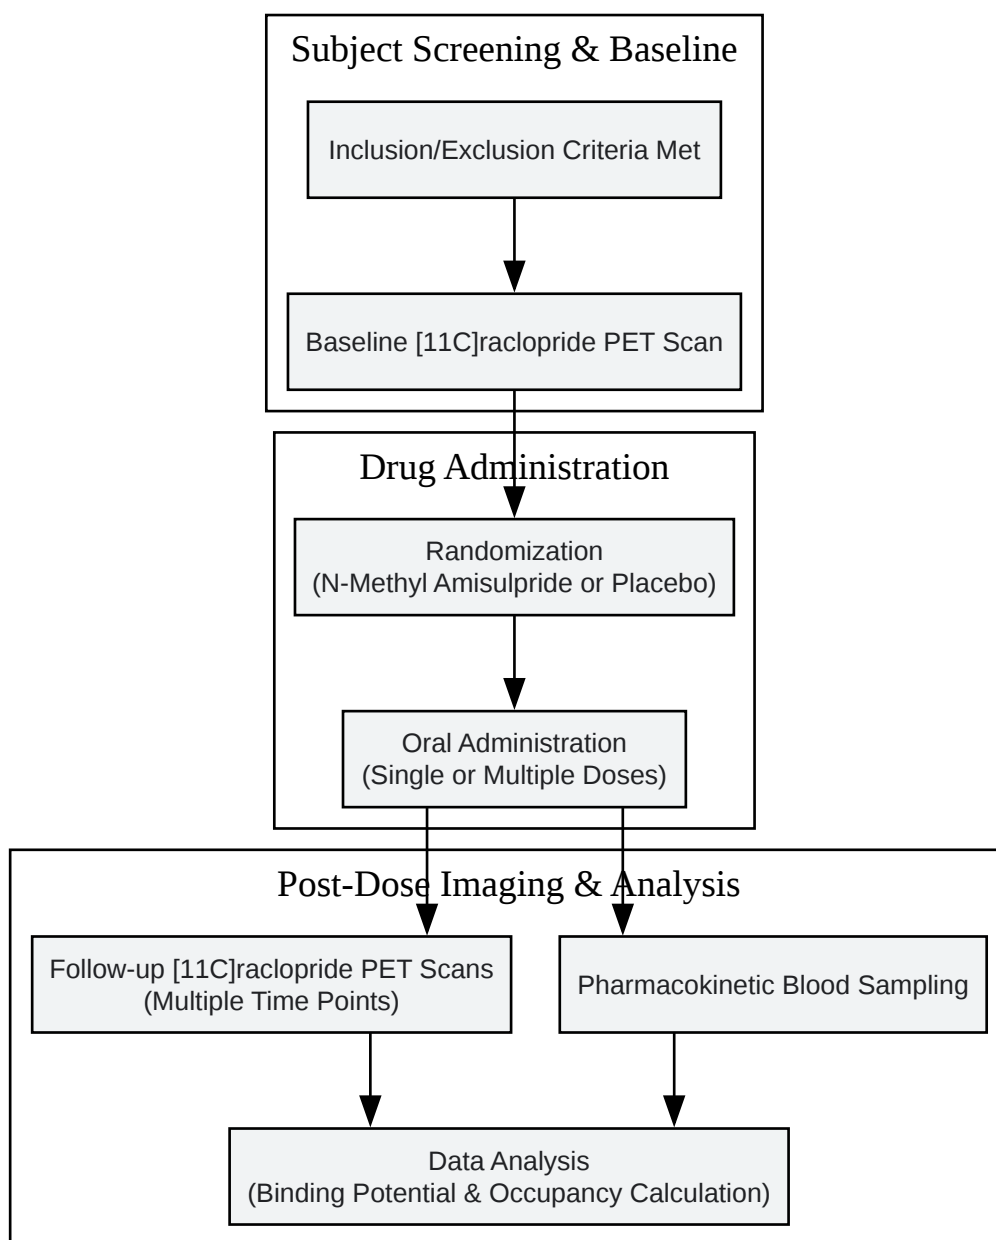 Subject Screening & Baseline
Inclusion/Exclusion Criteria Met
Baseline [11C]raclopride PET Scan
Drug Administration
Randomization
(N-Methyl Amisulpride or Placebo)
Oral Administration
(Single or Multiple Doses)
Post-Dose Imaging & Analysis
Follow-up [11C]raclopride PET Scans
(Multiple Time Points)
Pharmacokinetic Blood Sampling
Data Analysis
(Binding Potential & Occupancy Calculation)